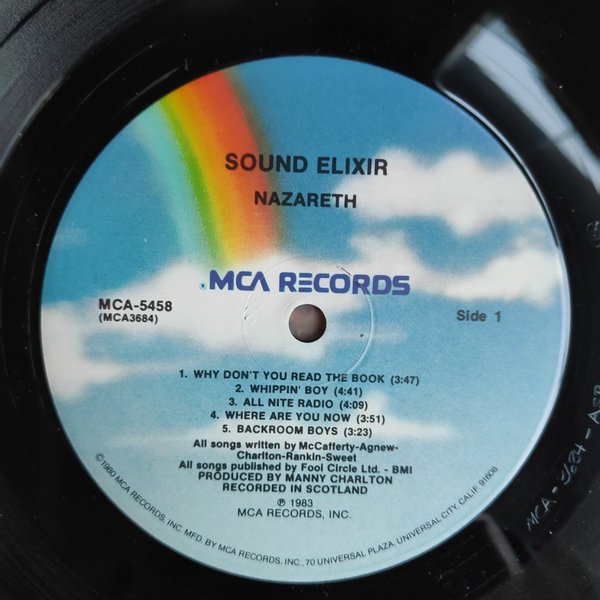 SOUND ELIXIR
NAZARETH
® MCA RECORDS
MCA-5458
(MCA3684)
Side 1
1. WHY DON'T YOU READ THE BOOK (3:47)
2. WHIPPIN' BOY (4:41)
3. ALL NITE RADIO (4:09)
4. WHERE ARE YOU NOW (3:51)
5. BACKROOM BOYS (3:23)
All songs written by McCafferty-Agnew-
Charlton-Rankin-Sweet
All songs published by Fool Circle Ltd. - BMI
PRODUCED BY MANNY CHARLTON
RECORDED IN SCOTLAND
℗ 1983
MCA RECORDS, INC.
©1980 MCA RECORDS, INC. MFD. BY MCA RECORDS, INC., 70 UNIVERSAL PLAZA, UNIVERSAL CITY, CALIF. 91608